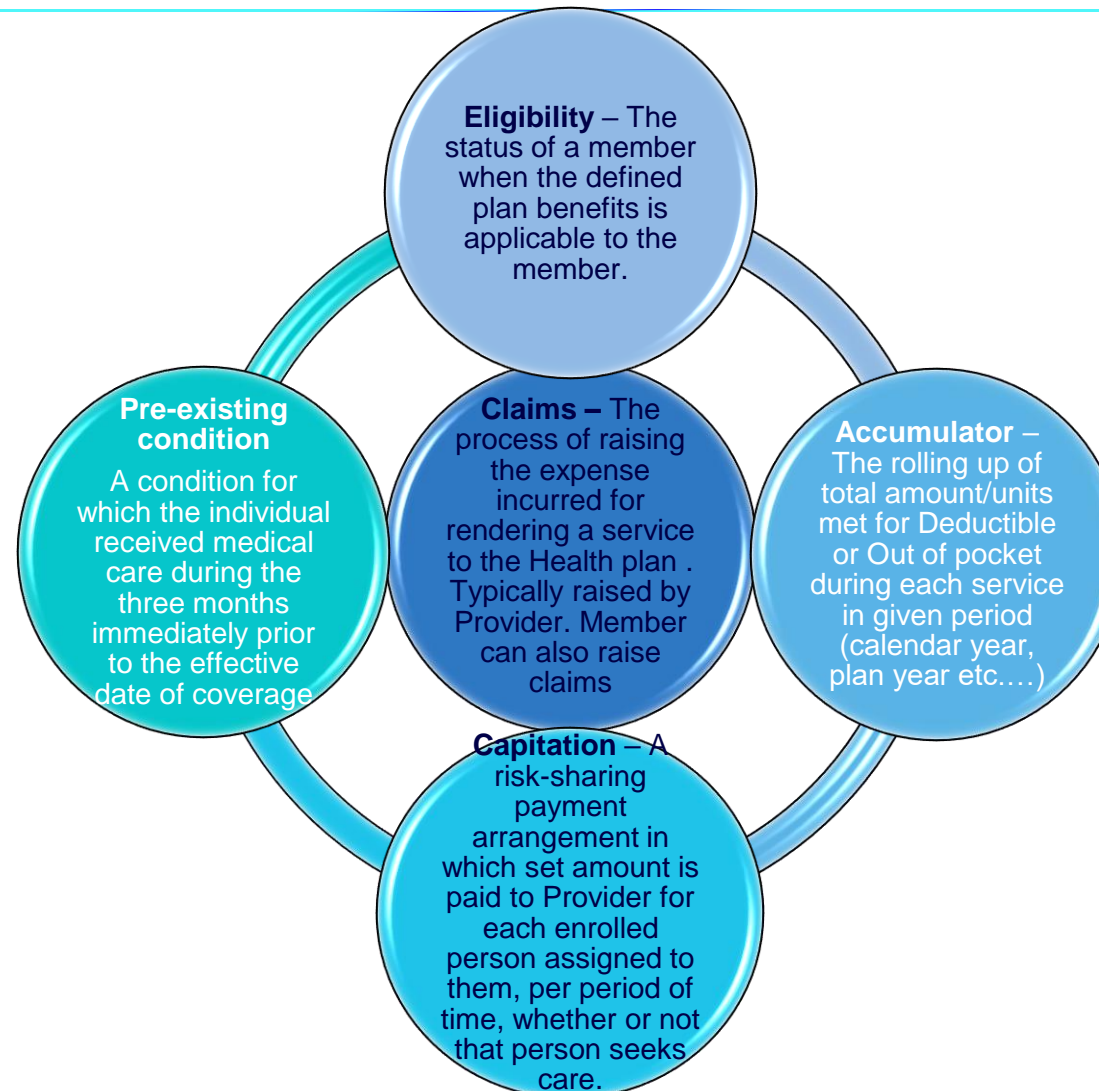 Eligibility – The
status of a member
when the defined
plan benefits is
applicable to the
member.
Pre-existing
condition
A condition for
which the individual
received medical
care during the
three months
immediately prior
to the effective
date of coverage
Claims – The
process of raising
the expense
incurred for
rendering a service
to the Health plan .
Typically raised by
Provider. Member
can also raise
claims
Accumulator –
The rolling up of
total amount/units
met for Deductible
or Out of pocket
during each service
in given period
(calendar year,
plan year etc.…)
Capitation – A
risk-sharing
payment
arrangement in
which set amount is
paid to Provider for
each enrolled
person assigned to
them, per period of
time, whether or not
that person seeks
care.